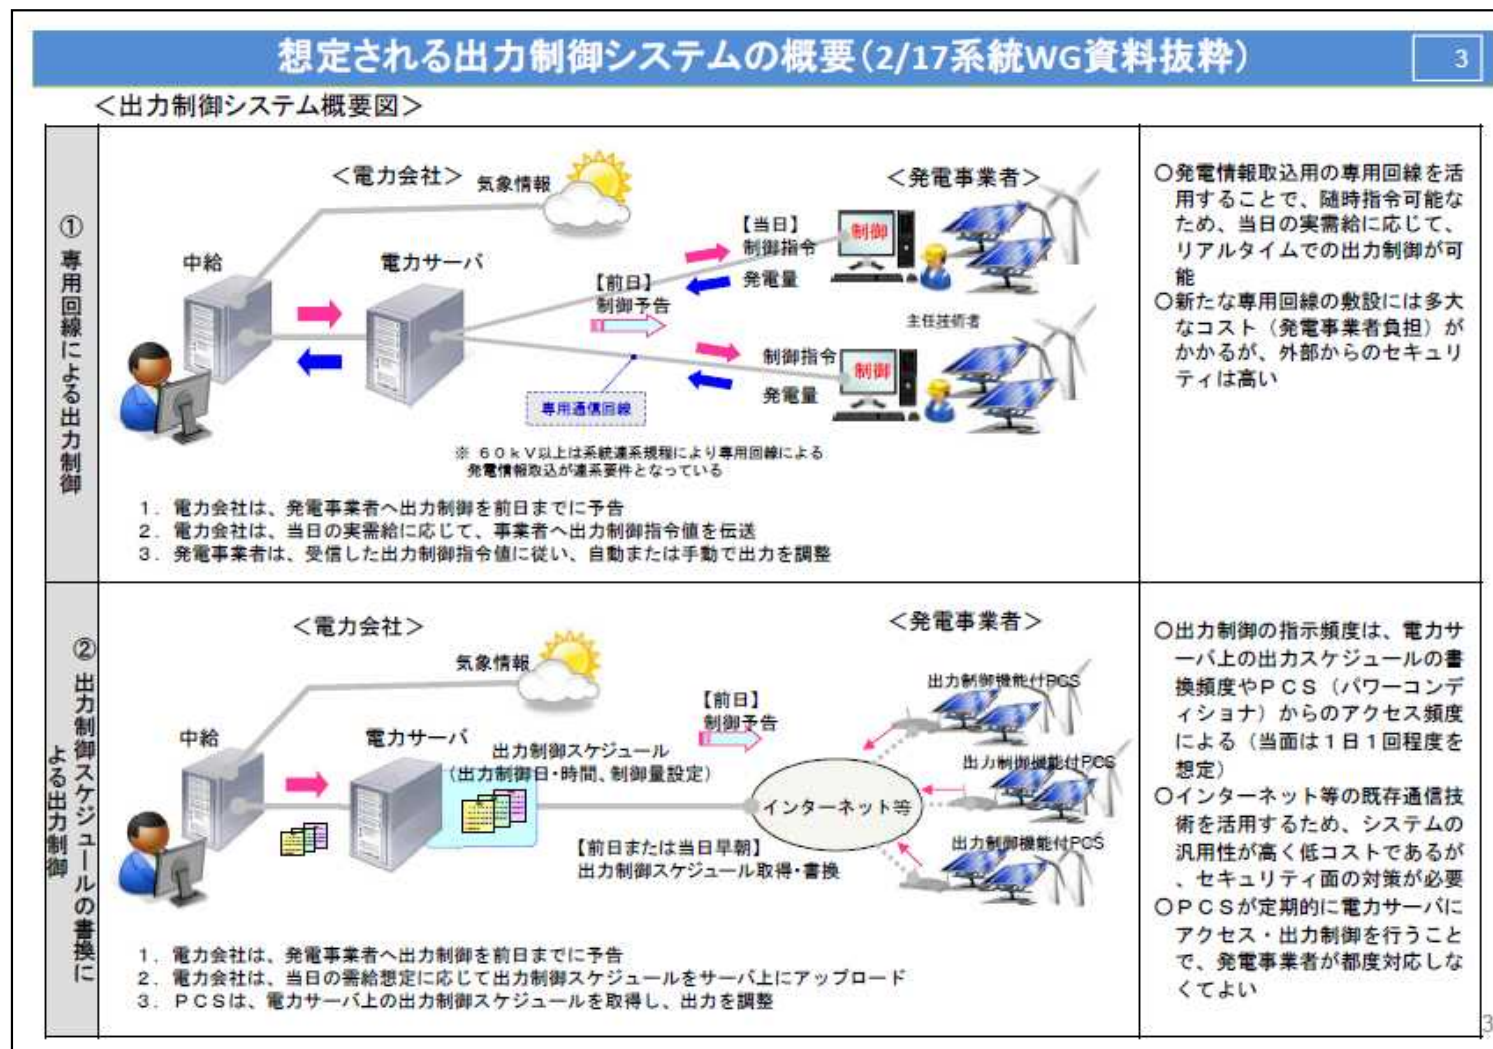 想定される出力制御システムの概要（2/17系統WG資料抜粋）
3
＜出力制御システム概要図＞
① 専用回線による出力制御
＜電力会社＞
気象情報
＜発電事業者＞
中給
電力サーバ
【当日】
制御指令
発電量
制御
【前日】
制御予告
主任技術者
制御指令
発電量
制御
専用通信回線
※ ６０ｋＶ以上は系統連系規程により専用回線による
発電情報取込が連系要件となっている
１．電力会社は、発電事業者へ出力制御を前日までに予告
２．電力会社は、当日の実需給に応じて、事業者へ出力制御指令値を伝送
３．発電事業者は、受信した出力制御指令値に従い、自動または手動で出力を調整
○発電情報取込用の専用回線を活
用することで、随時指令可能な
ため、当日の実需給に応じて、
リアルタイムでの出力制御が可
能
○新たな専用回線の敷設には多大
なコスト（発電事業者負担）が
かかるが、外部からのセキュリ
ティは高い
② 出力制御スケジュールの書換に
よる出力制御
＜電力会社＞
気象情報
＜発電事業者＞
中給
電力サーバ
出力制御スケジュール
（出力制御日・時間、制御量設定）
【前日】
制御予告
出力制御機能付PCS
出力制御機能付PCS
出力制御機能付PCS
インターネット等
【前日または当日早朝】
出力制御スケジュール取得・書換
１．電力会社は、発電事業者へ出力制御を前日までに予告
２．電力会社は、当日の需給想定に応じて出力制御スケジュールをサーバ上にアップロード
３．ＰＣＳは、電力サーバ上の出力制御スケジュールを取得し、出力を調整
○出力制御の指示頻度は、電力サ
ーバ上の出力スケジュールの書
換頻度やＰＣＳ（パワーコンデ
ィショナ）からのアクセス頻度
による（当面は１日１回程度を
想定）
○インターネット等の既存通信技
術を活用するため、システムの
汎用性が高く低コストであるが
、セキュリティ面の対策が必要
○ＰＣＳが定期的に電力サーバに
アクセス・出力制御を行うこと
で、発電事業者が都度対応しな
くてよい
3